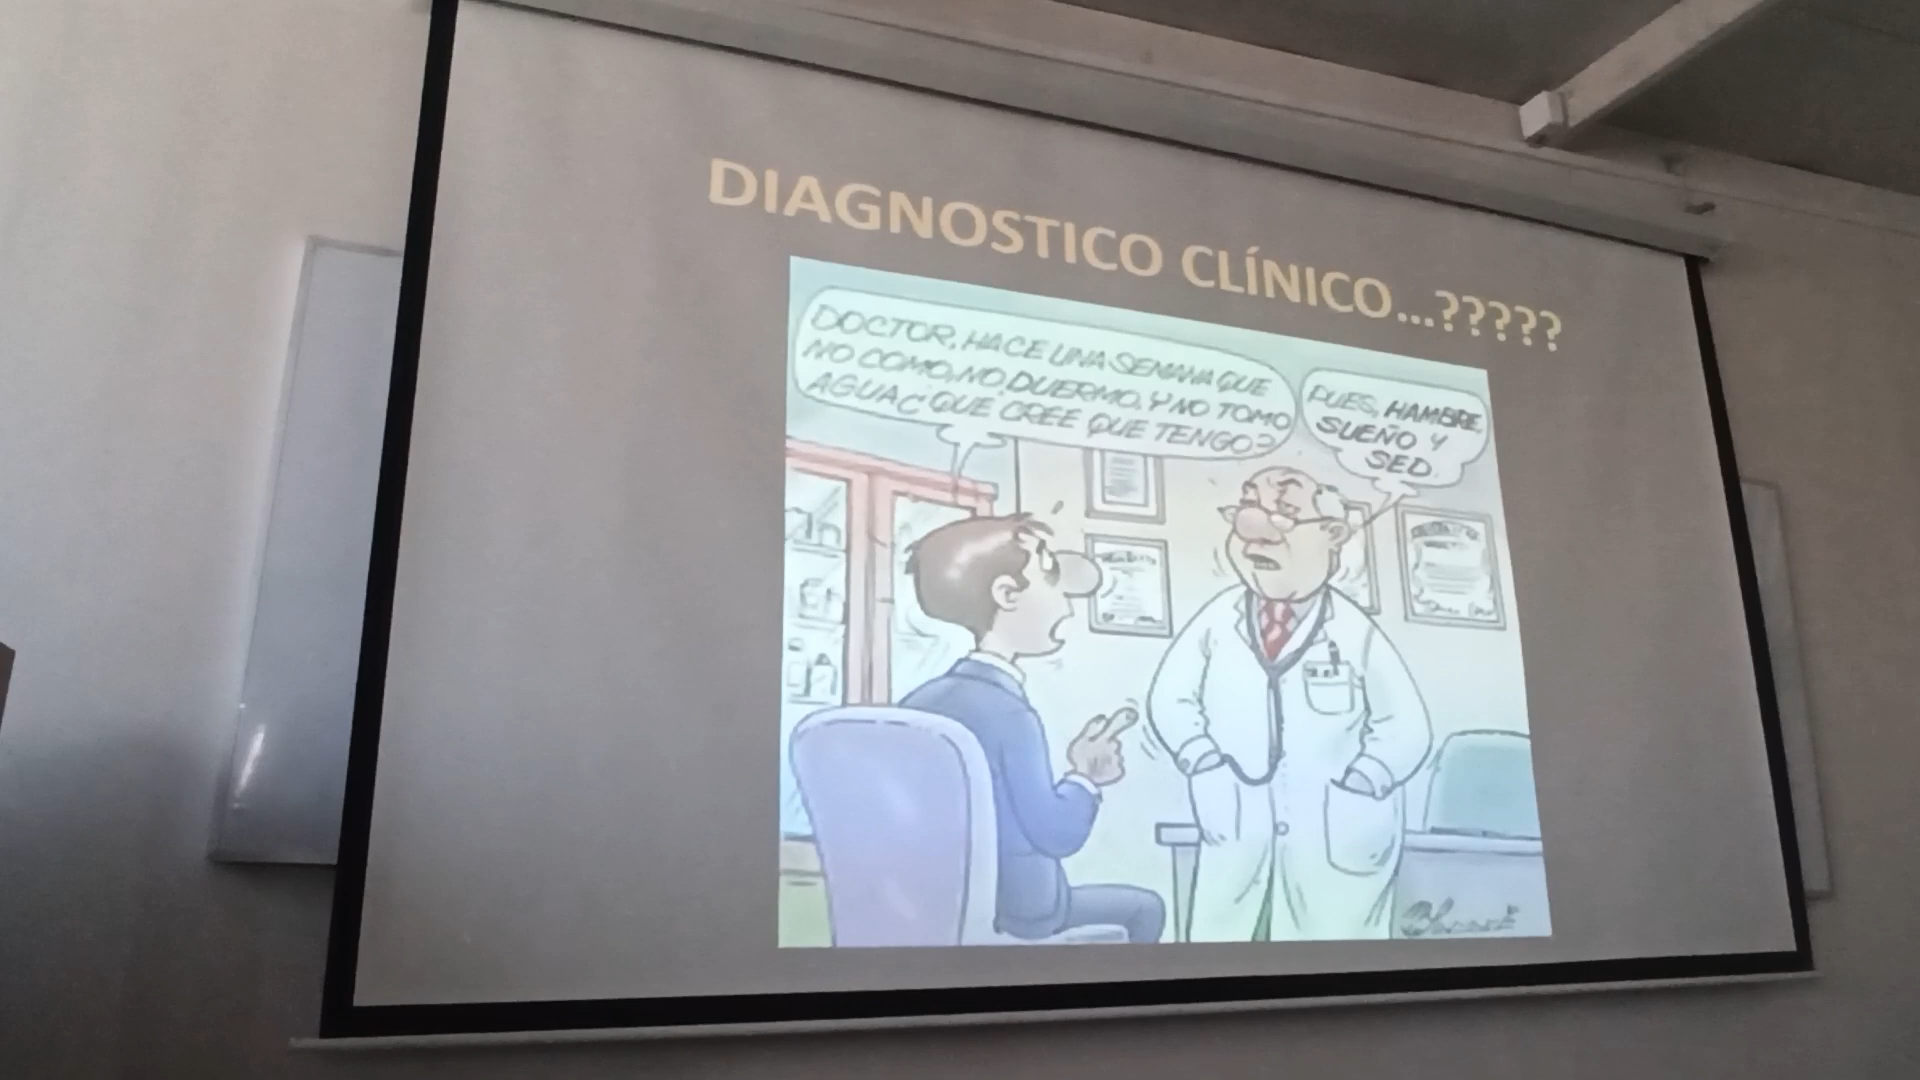 DIAGNOSTICO CLÍNICO...?????
DOCTOR, HACE UNA SEMANA QUE
NO COMO, NO DUERMO, Y NO TOMO
AGUA ¿QUÉ CREE QUE TENGO?
PUES, HAMBRE,
SUEÑO Y
SED.